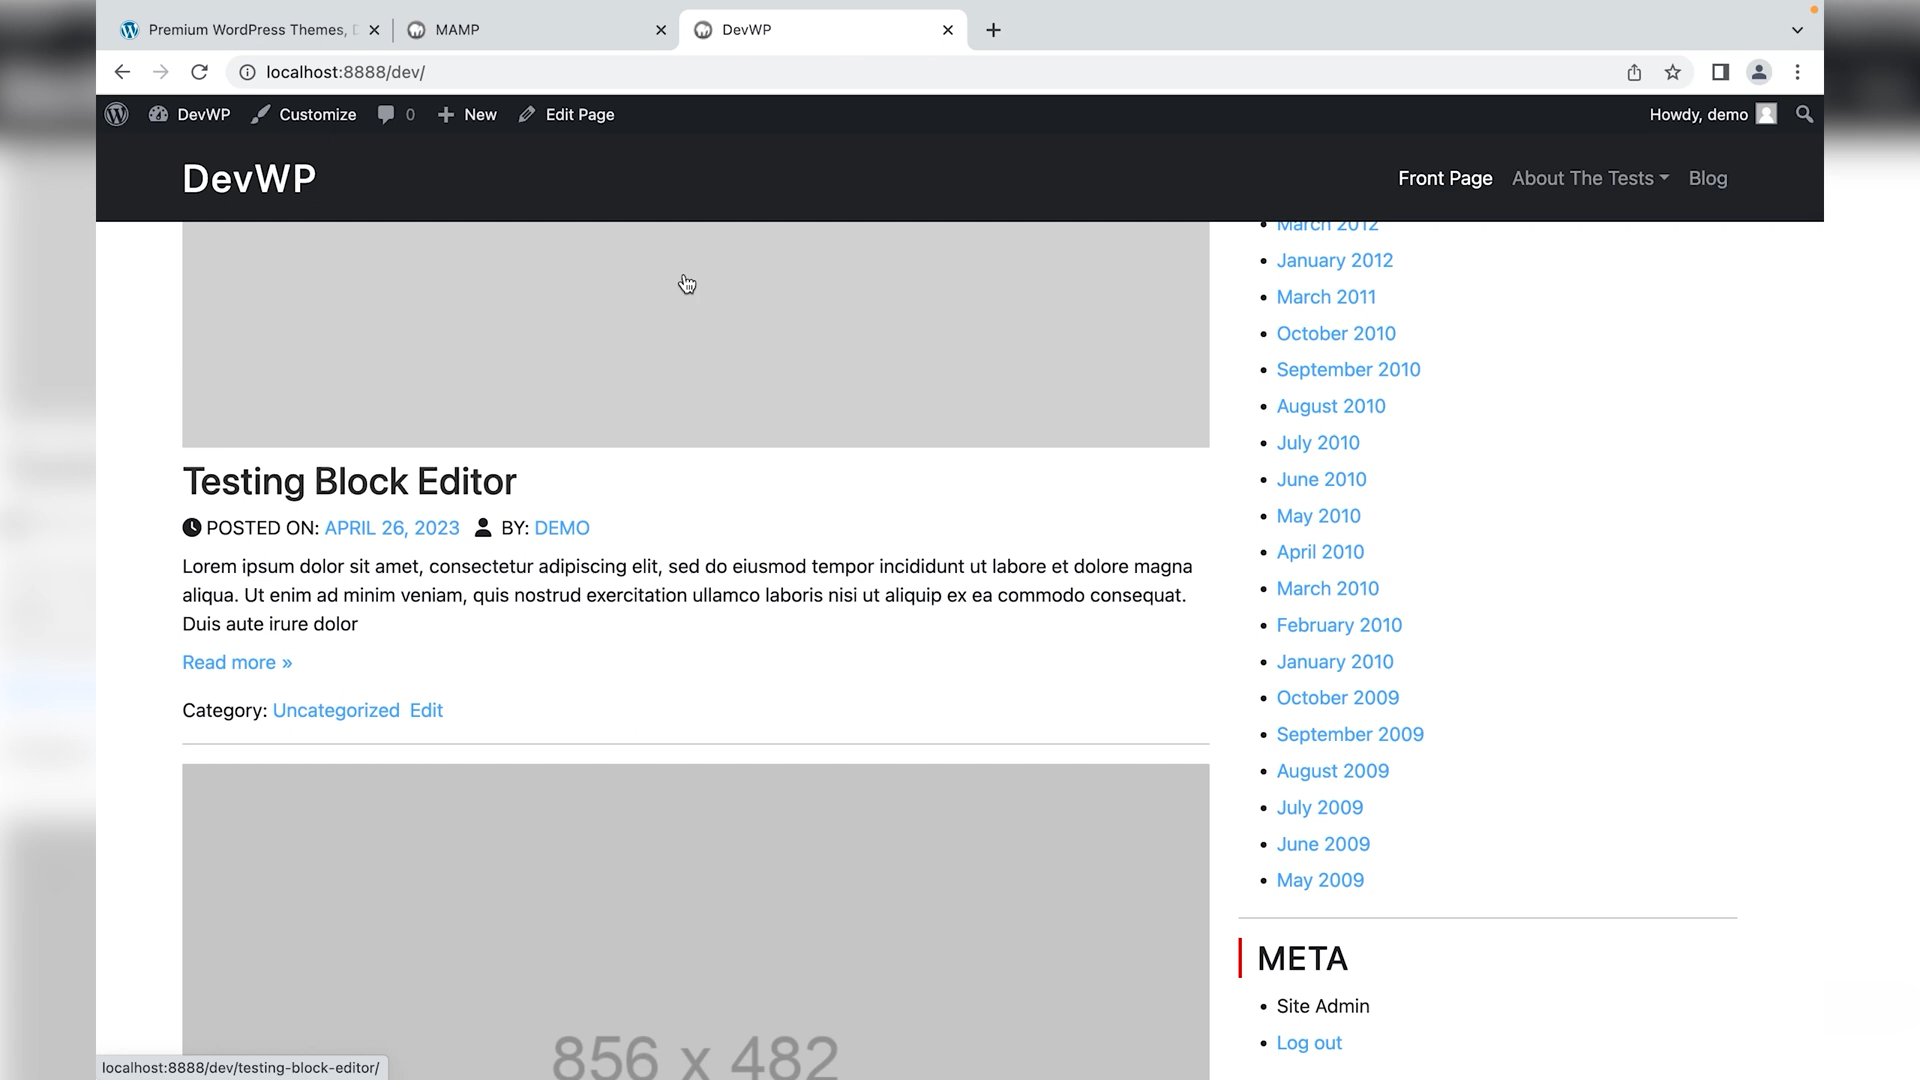 Premium WordPress Themes,
MAMP
DevWP
localhost:8888/dev/
DevWP
Customize
0
New
Edit Page
Howdy, demo
DevWP
Front Page
About The Tests
Blog
Testing Block Editor
POSTED ON: APRIL 26, 2023 BY: DEMO
Lorem ipsum dolor sit amet, consectetur adipiscing elit, sed do eiusmod tempor incididunt ut labore et dolore magna
aliqua. Ut enim ad minim veniam, quis nostrud exercitation ullamco laboris nisi ut aliquip ex ea commodo consequat.
Duis aute irure dolor
Read more »
Category: Uncategorized Edit
856 x 482
March 2012
January 2012
March 2011
October 2010
September 2010
August 2010
July 2010
June 2010
May 2010
April 2010
March 2010
February 2010
January 2010
October 2009
September 2009
August 2009
July 2009
June 2009
May 2009
META
Site Admin
Log out
localhost:8888/dev/testing-block-editor/